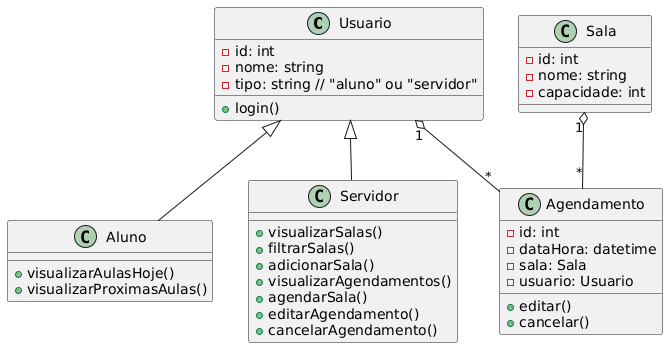 C Usuario
id: int
nome: string
tipo: string // "aluno" ou "servidor"
login()
C Sala
id: int
nome: string
capacidade: int
1
1
*
*
C Aluno
visualizarAulasHoje()
visualizarProximasAulas()
C Servidor
visualizarSalas()
filtrarSalas()
adicionarSala()
visualizarAgendamentos()
agendarSala()
editarAgendamento()
cancelarAgendamento()
C Agendamento
id: int
dataHora: datetime
sala: Sala
usuario: Usuario
editar()
cancelar()